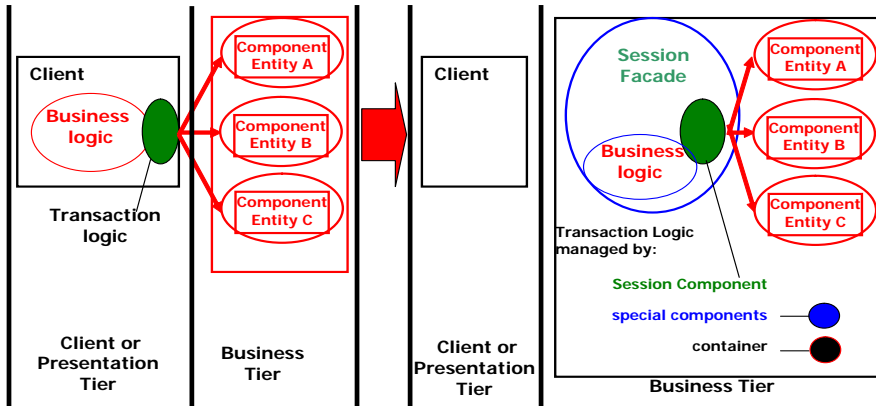 Client
Business
logic
Component
Entity A
Component
Entity B
Component
Entity C
Transaction
logic
Client or
Presentation
Tier
Business
Tier
Client
Client or
Presentation
Tier
Session
Facade
Business
logic
Component
Entity A
Component
Entity B
Component
Entity C
Transaction Logic
managed by:
Session Component
special components
container
Business Tier